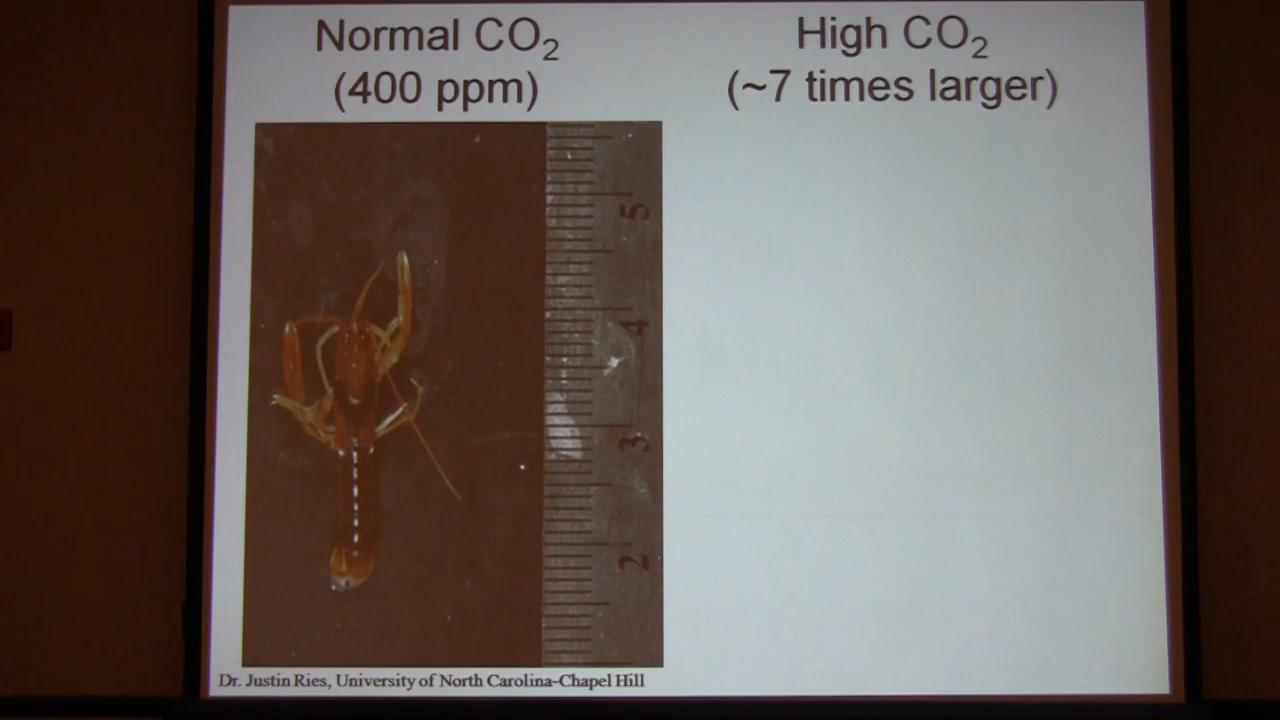 Normal CO₂
(400 ppm)
High CO₂
(~7 times larger)
5
4
3
2
Dr. Justin Ries, University of North Carolina-Chapel Hill